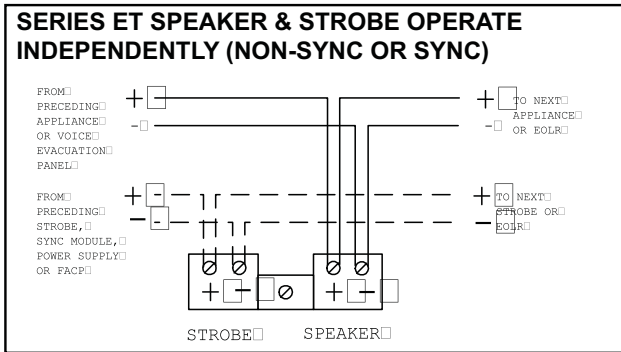 SERIES ET SPEAKER & STROBE OPERATE
INDEPENDENTLY (NON-SYNC OR SYNC)
FROM
PRECEDING
APPLIANCE
OR VOICE
EVACUATION
PANEL
+
-
+
-
TO NEXT
APPLIANCE
OR EOLR
FROM
PRECEDING
STROBE,
SYNC MODULE,
POWER SUPPLY
OR FACP
+
-
+
-
TO NEXT
STROBE OR
EOLR
+ -
+ -
STROBE
SPEAKER